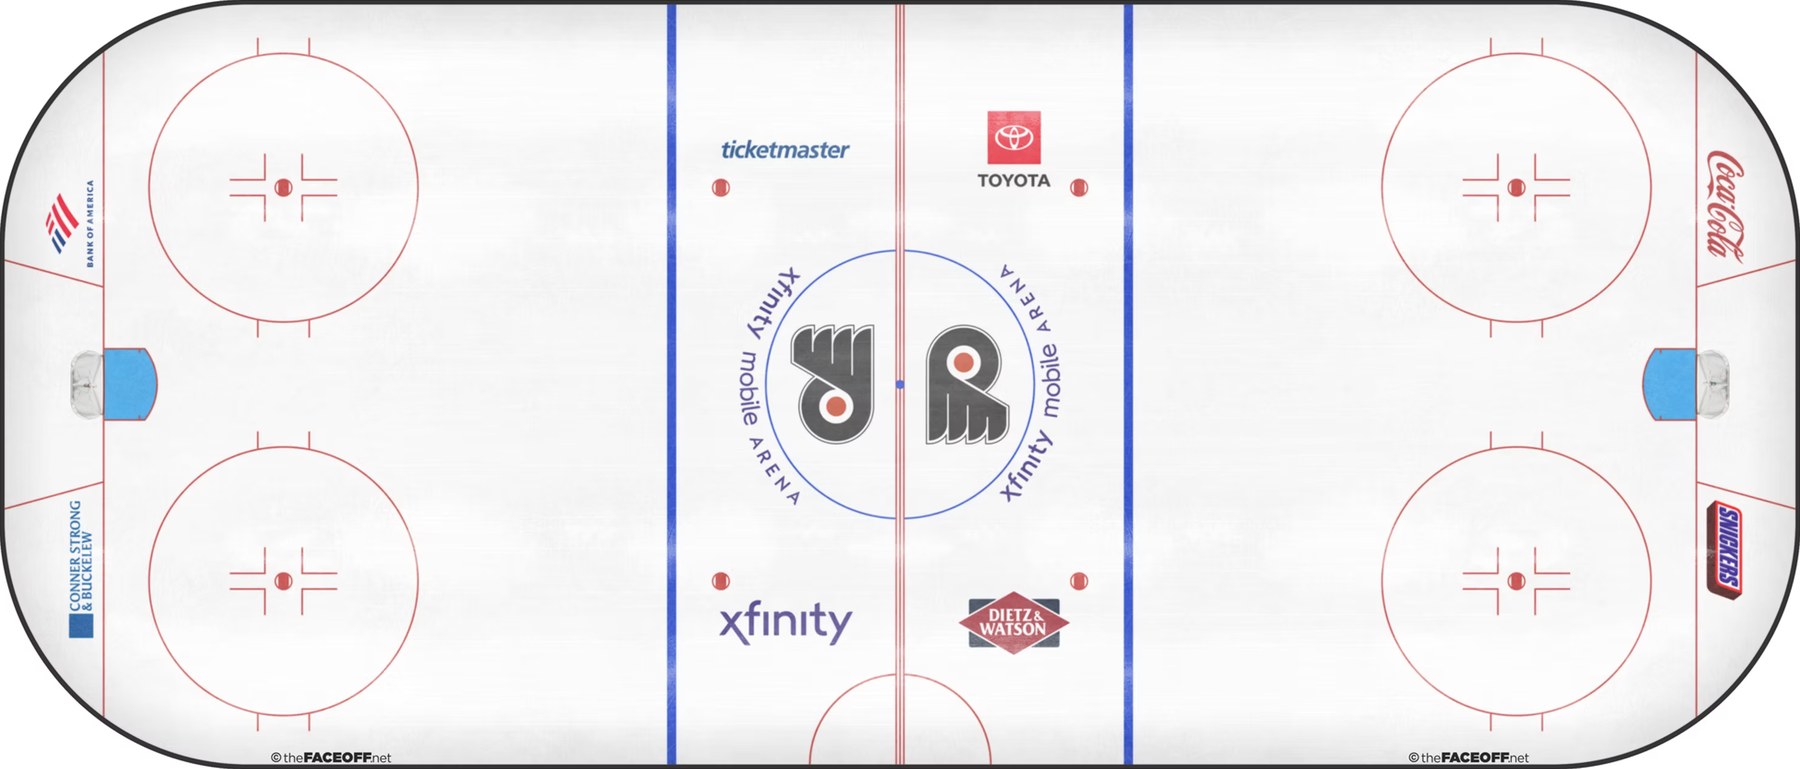 ticketmaster
TOYOTA
BANK OF AMERICA
Coca-Cola
xfinity mobile ARENA
xfinity mobile ARENA
CONNER STRONG
& BUCKELEW
SNICKERS
xfinity
DIETZ &
WATSON
©theFACEOFF.net
©theFACEOFF.net